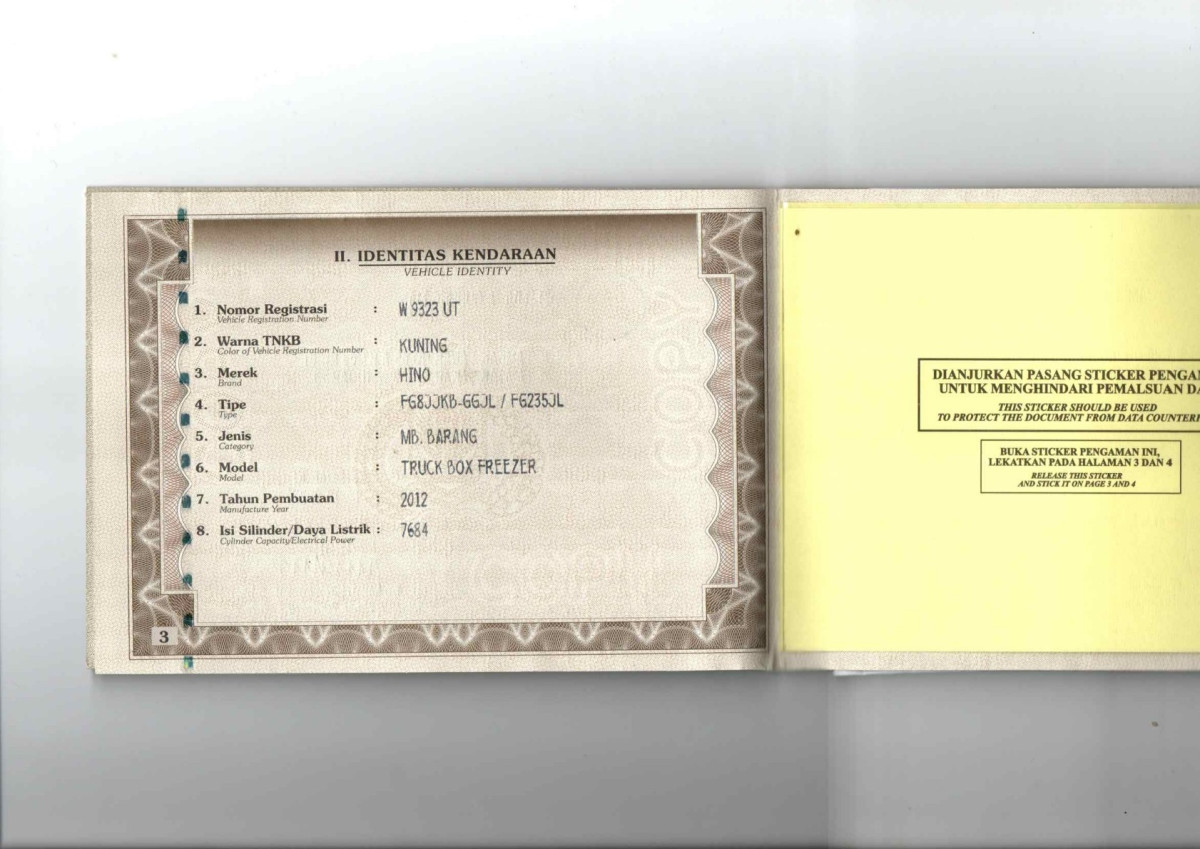 II. IDENTITAS KENDARAAN
VEHICLE IDENTITY
1. Nomor Registrasi : W 9323 UT
Vehicle Registration Number
2. Warna TNKB : KUNING
Color of Vehicle Registration Number
3. Merek : HINO
Brand
4. Tipe : FG8JJKB-GGJL / FG235JL
Type
5. Jenis : MB. BARANG
Category
6. Model : TRUCK BOX FREEZER
Model
7. Tahun Pembuatan : 2012
Manufacture Year
8. Isi Silinder/Daya Listrik : 7684
Cylinder Capacity/Electrical Power
3
DIANJURKAN PASANG STICKER PENGAM
UNTUK MENGHINDARI PEMALSUAN DA
THIS STICKER SHOULD BE USED
TO PROTECT THE DOCUMENT FROM DATA COUNTERF
BUKA STICKER PENGAMAN INI,
LEKATKAN PADA HALAMAN 3 DAN 4
RELEASE THIS STICKER
AND STICK IT ON PAGE 3 AND 4